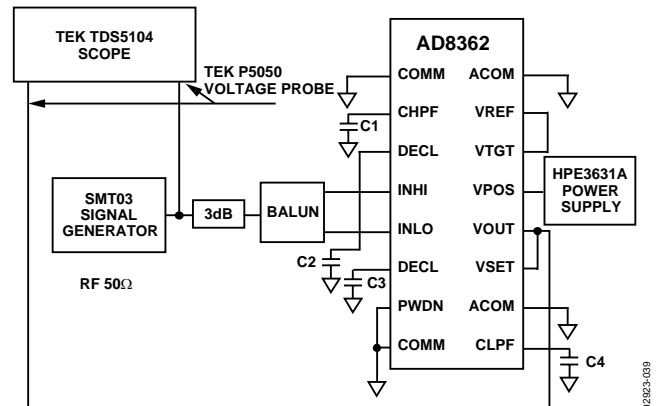 TEK TDS5104
SCOPE
TEK P5050
VOLTAGE PROBE
SMT03
SIGNAL
GENERATOR
3dB
BALUN
RF 50Ω
C1
C2
C3
AD8362
COMM ACOM
CHPF VREF
DECL VTGT
INHI VPOS
INLO VOUT
DECL VSET
PWDN ACOM
COMM CLPF
HPE3631A
POWER
SUPPLY
C4
02923-039